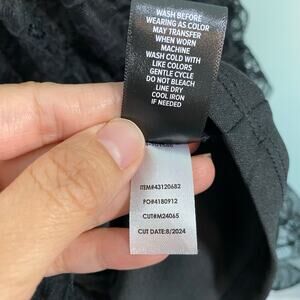 WASH BEFORE
WEARING AS COLOR
MAY TRANSFER
WHEN WORN
MACHINE
WASH COLD WITH
LIKE COLORS
GENTLE CYCLE
DO NOT BLEACH
LINE DRY
COOL IRON
IF NEEDED
ITEM#43120682
PO#4180912
CUT#M24065
CUT DATE:8/2024